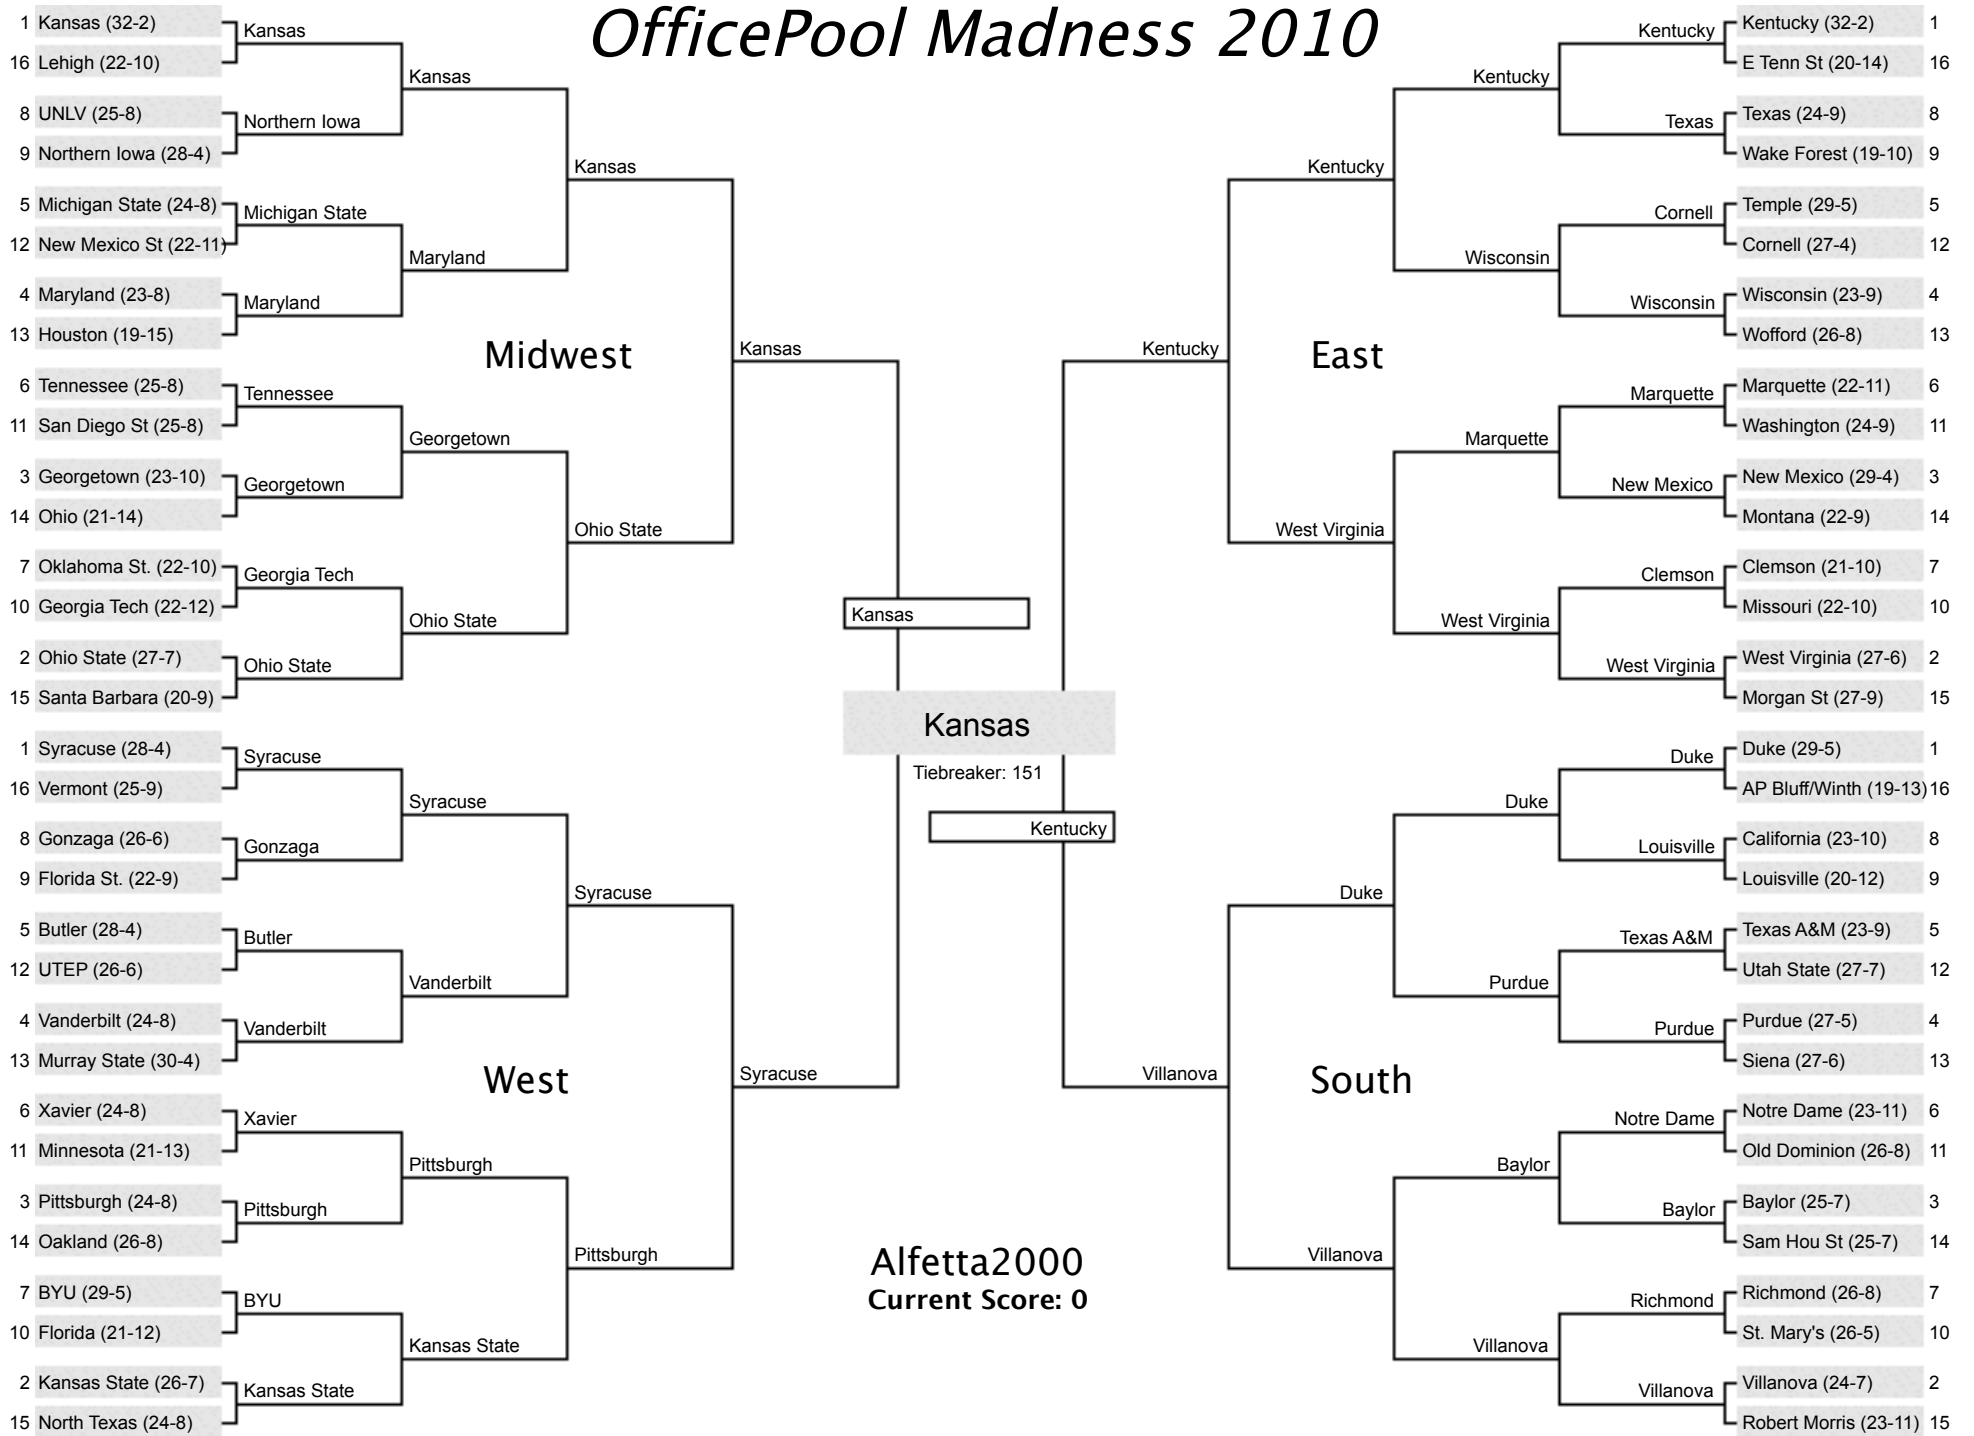 OfficePool Madness 2010
1 Kansas (32-2)
16 Lehigh (22-10)
8 UNLV (25-8)
9 Northern Iowa (28-4)
5 Michigan State (24-8)
12 New Mexico St (22-11)
4 Maryland (23-8)
13 Houston (19-15)
6 Tennessee (25-8)
11 San Diego St (25-8)
3 Georgetown (23-10)
14 Ohio (21-14)
7 Oklahoma St. (22-10)
10 Georgia Tech (22-12)
2 Ohio State (27-7)
15 Santa Barbara (20-9)
Kansas
Northern Iowa
Michigan State
Maryland
Tennessee
Georgetown
Georgia Tech
Ohio State
Kansas
Maryland
Georgetown
Ohio State
Kansas
Ohio State
Midwest
Kansas
1 Syracuse (28-4)
16 Vermont (25-9)
8 Gonzaga (26-6)
9 Florida St. (22-9)
5 Butler (28-4)
12 UTEP (26-6)
4 Vanderbilt (24-8)
13 Murray State (30-4)
6 Xavier (24-8)
11 Minnesota (21-13)
3 Pittsburgh (24-8)
14 Oakland (26-8)
7 BYU (29-5)
10 Florida (21-12)
2 Kansas State (26-7)
15 North Texas (24-8)
Syracuse
Gonzaga
Butler
Vanderbilt
Xavier
Pittsburgh
BYU
Kansas State
Syracuse
Vanderbilt
Pittsburgh
Kansas State
Syracuse
Pittsburgh
West
Syracuse
Kansas
Kansas
Tiebreaker: 151
Kentucky
Alfetta2000
Current Score: 0
Kentucky
East
Kentucky
West Virginia
Kentucky
Wisconsin
Marquette
West Virginia
Kentucky
Texas
Cornell
Wisconsin
Marquette
New Mexico
Clemson
West Virginia
Kentucky (32-2) 1
E Tenn St (20-14) 16
Texas (24-9) 8
Wake Forest (19-10) 9
Temple (29-5) 5
Cornell (27-4) 12
Wisconsin (23-9) 4
Wofford (26-8) 13
Marquette (22-11) 6
Washington (24-9) 11
New Mexico (29-4) 3
Montana (22-9) 14
Clemson (21-10) 7
Missouri (22-10) 10
West Virginia (27-6) 2
Morgan St (27-9) 15
Villanova
South
Duke
Villanova
Duke
Purdue
Baylor
Villanova
Duke
Louisville
Texas A&M
Purdue
Notre Dame
Baylor
Richmond
Villanova
Duke (29-5) 1
AP Bluff/Winth (19-13) 16
California (23-10) 8
Louisville (20-12) 9
Texas A&M (23-9) 5
Utah State (27-7) 12
Purdue (27-5) 4
Siena (27-6) 13
Notre Dame (23-11) 6
Old Dominion (26-8) 11
Baylor (25-7) 3
Sam Hou St (25-7) 14
Richmond (26-8) 7
St. Mary's (26-5) 10
Villanova (24-7) 2
Robert Morris (23-11) 15